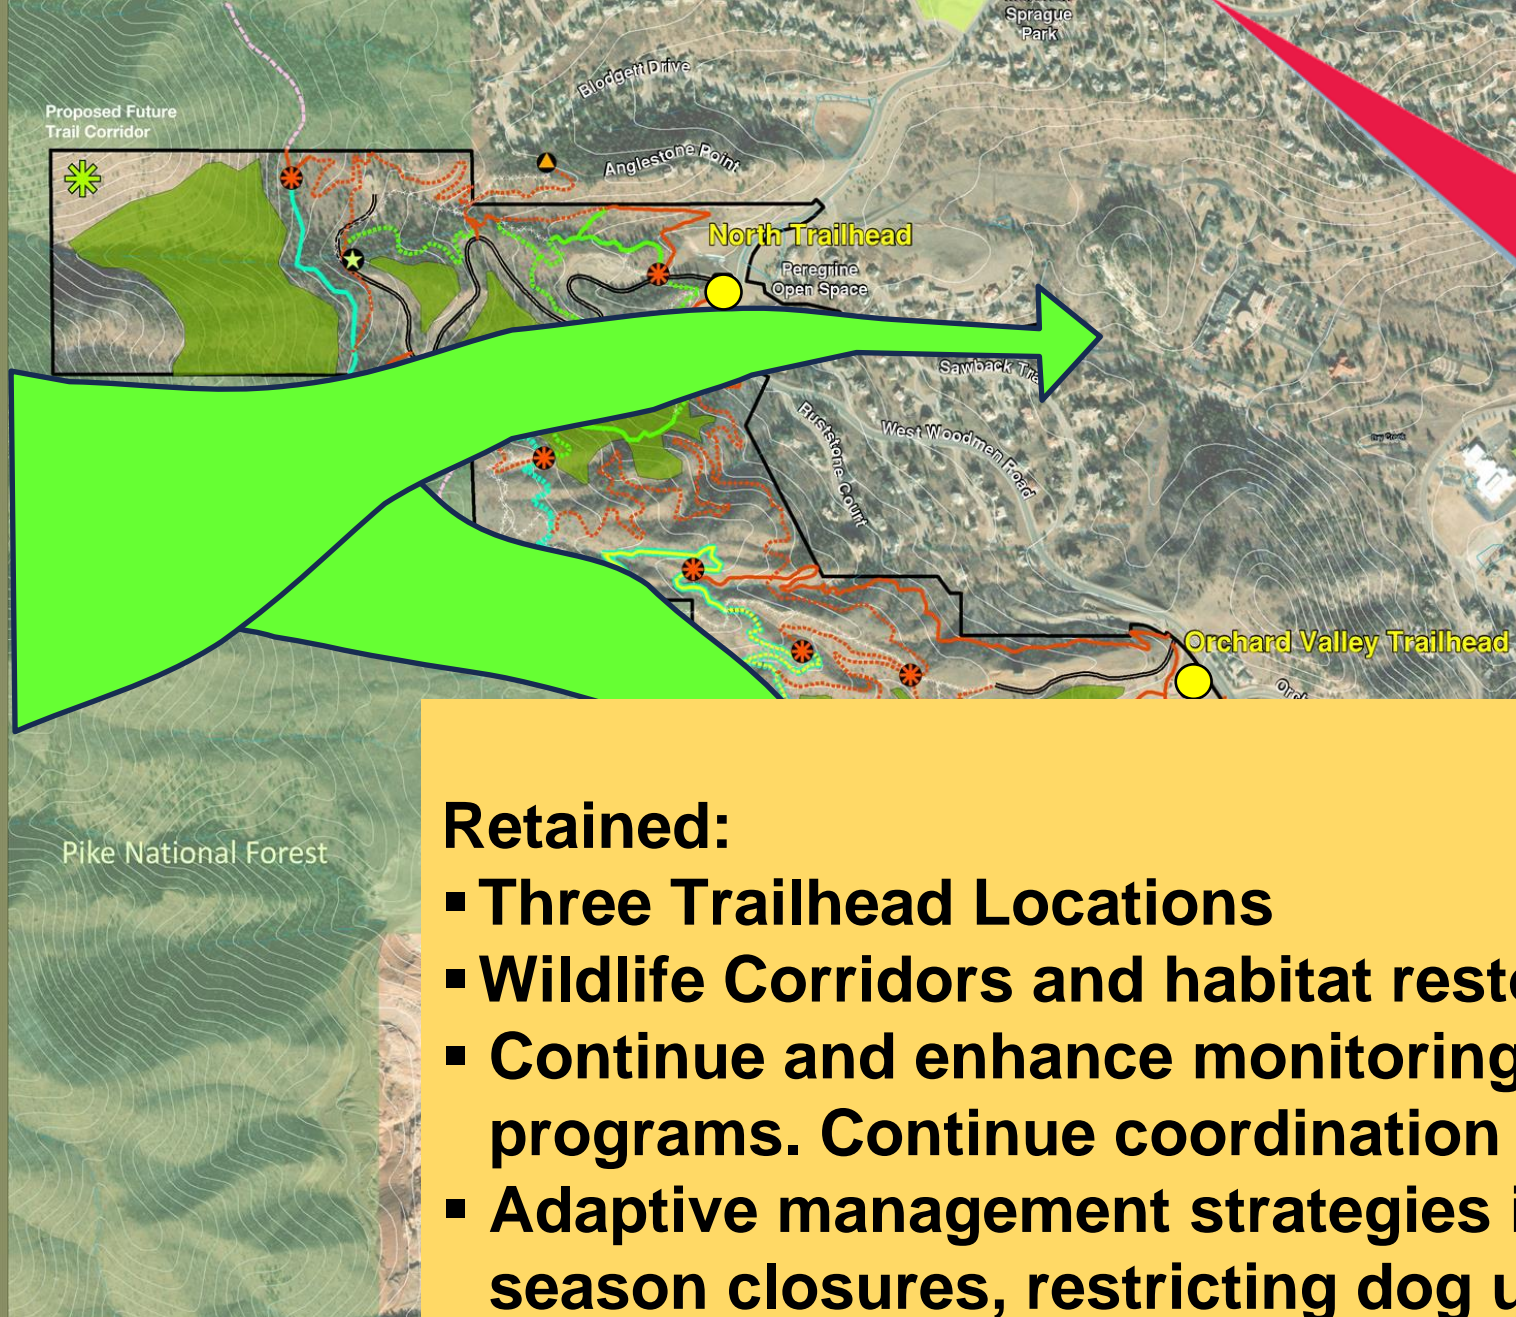 Sprague
Park
Blodgett Drive
Proposed Future
Trail Corridor
Anglestone Point
North Trailhead
Peregrine
Open Space
Sawback
Ruststone Court
West Woodmen Road
Orchard Valley Trailhead
Pike National Forest
Retained:
▪ Three Trailhead Locations
▪ Wildlife Corridors and habitat rest
▪ Continue and enhance monitoring
programs. Continue coordination
▪ Adaptive management strategies i
season closures, restricting dog u